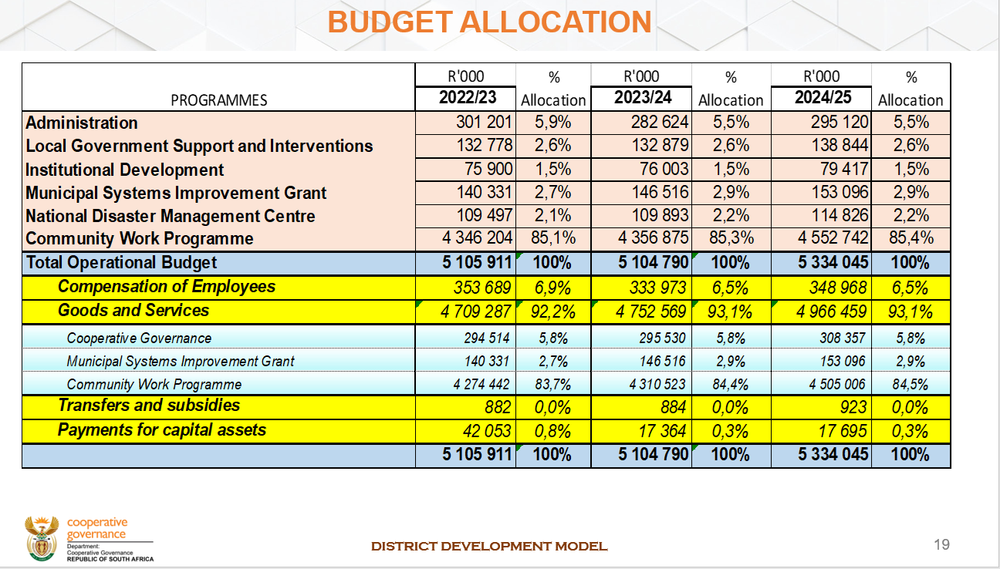 BUDGET ALLOCATION
R'000 % R'000 % R'000 %
PROGRAMMES 2022/23 Allocation 2023/24 Allocation 2024/25 Allocation
Administration 301 201 5,9% 282 624 5,5% 295 120 5,5%
Local Government Support and Interventions 132 778 2,6% 132 879 2,6% 138 844 2,6%
Institutional Development 75 900 1,5% 76 003 1,5% 79 417 1,5%
Municipal Systems Improvement Grant 140 331 2,7% 146 516 2,9% 153 096 2,9%
National Disaster Management Centre 109 497 2,1% 109 893 2,2% 114 826 2,2%
Community Work Programme 4 346 204 85,1% 4 356 875 85,3% 4 552 742 85,4%
Total Operational Budget 5 105 911 100% 5 104 790 100% 5 334 045 100%
Compensation of Employees 353 689 6,9% 333 973 6,5% 348 968 6,5%
Goods and Services 4 709 287 92,2% 4 752 569 93,1% 4 966 459 93,1%
Cooperative Governance 294 514 5,8% 295 530 5,8% 308 357 5,8%
Municipal Systems Improvement Grant 140 331 2,7% 146 516 2,9% 153 096 2,9%
Community Work Programme 4 274 442 83,7% 4 310 523 84,4% 4 505 006 84,5%
Transfers and subsidies 882 0,0% 884 0,0% 923 0,0%
Payments for capital assets 42 053 0,8% 17 364 0,3% 17 695 0,3%
5 105 911 100% 5 104 790 100% 5 334 045 100%
cooperative
governance
Department:
Cooperative Governance
REPUBLIC OF SOUTH AFRICA
DISTRICT DEVELOPMENT MODEL
19